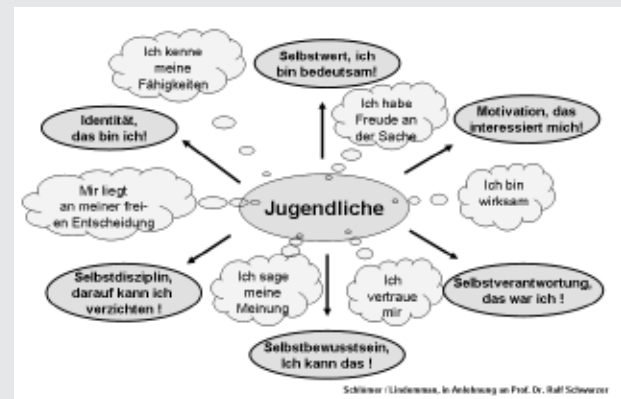 Ich kenne
meine
Fähigkeiten
Selbstwert, ich
bin bedeutsam!
Ich habe
Freude an
der Sache
Motivation, das
interessiert mich!
Identität,
das bin ich!
Mir liegt
an meiner frei-
en Entscheidung
Jugendliche
Ich bin
wirksam
Selbstdisziplin,
darauf kann ich
verzichten !
Ich sage
meine
Meinung
Ich
vertraue
mir
Selbstverantwortung,
das war ich !
Selbstbewusstsein,
Ich kann das !
Schlömer / Lindemman, in Anlehnung an Prof. Dr. Ralf Schwarzer